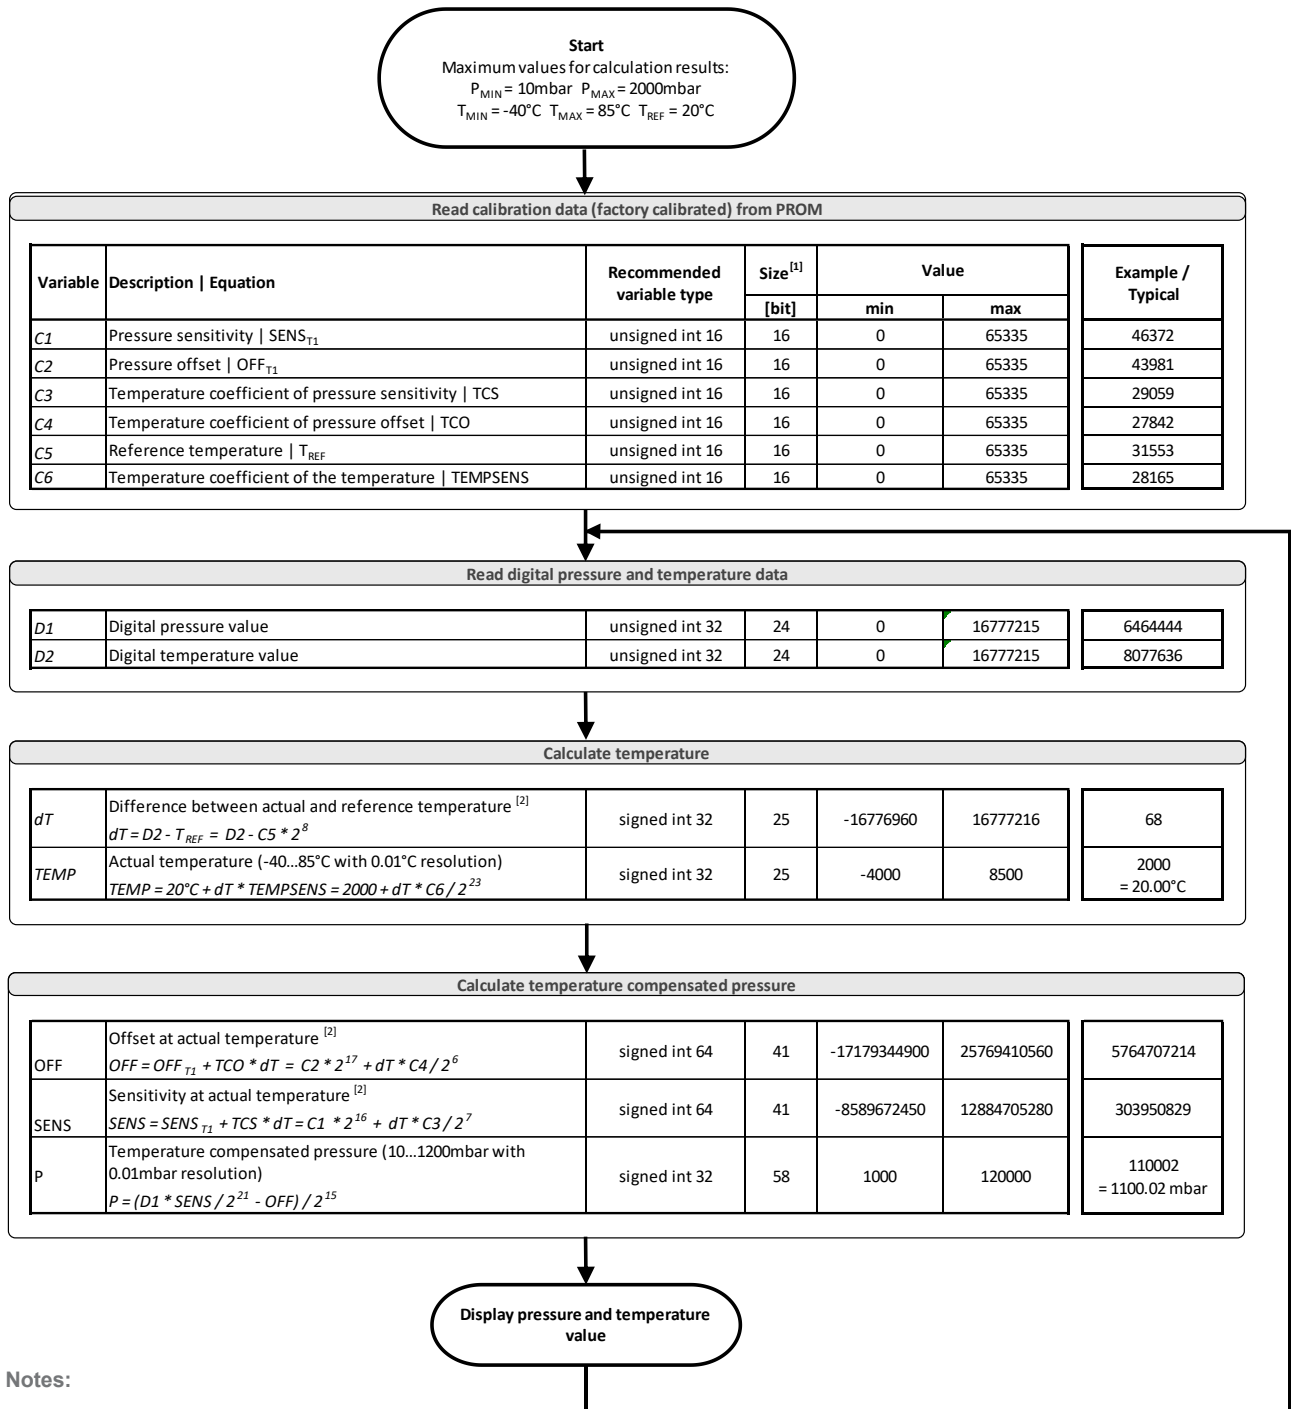 Start
Maximum values for calculation results:
P_MIN = 10mbar P_MAX = 2000mbar
T_MIN = -40°C T_MAX = 85°C T_REF = 20°C
Read calibration data (factory calibrated) from PROM
Variable Description | Equation Recommended variable type Size[1] Value Example / Typical
[bit] min max
C1 Pressure sensitivity | SENS_T1 unsigned int 16 16 0 65335 46372
C2 Pressure offset | OFF_T1 unsigned int 16 16 0 65335 43981
C3 Temperature coefficient of pressure sensitivity | TCS unsigned int 16 16 0 65335 29059
C4 Temperature coefficient of pressure offset | TCO unsigned int 16 16 0 65335 27842
C5 Reference temperature | T_REF unsigned int 16 16 0 65335 31553
C6 Temperature coefficient of the temperature | TEMPSENS unsigned int 16 16 0 65335 28165
Read digital pressure and temperature data
D1 Digital pressure value unsigned int 32 24 0 16777215 6464444
D2 Digital temperature value unsigned int 32 24 0 16777215 8077636
Calculate temperature
Difference between actual and reference temperature [2]
dT signed int 32 25 -16776960 16777216 68
dT = D2 - T_REF = D2 - C5 * 2^8
Actual temperature (-40...85°C with 0.01°C resolution)
TEMP signed int 32 25 -4000 8500 2000
= 20.00°C
TEMP = 20°C + dT * TEMPSENS = 2000 + dT * C6 / 2^23
Calculate temperature compensated pressure
Offset at actual temperature [2]
OFF signed int 64 41 -17179344900 25769410560 5764707214
OFF = OFF_T1 + TCO * dT = C2 * 2^17 + dT * C4 / 2^6
Sensitivity at actual temperature [2]
SENS signed int 64 41 -8589672450 12884705280 303950829
SENS = SENS_T1 + TCS * dT = C1 * 2^16 + dT * C3 / 2^7
Temperature compensated pressure (10...1200mbar with
0.01mbar resolution)
P signed int 32 58 1000 120000 110002
= 1100.02 mbar
P = (D1 * SENS / 2^21 - OFF) / 2^15
Display pressure and temperature
value
Notes: